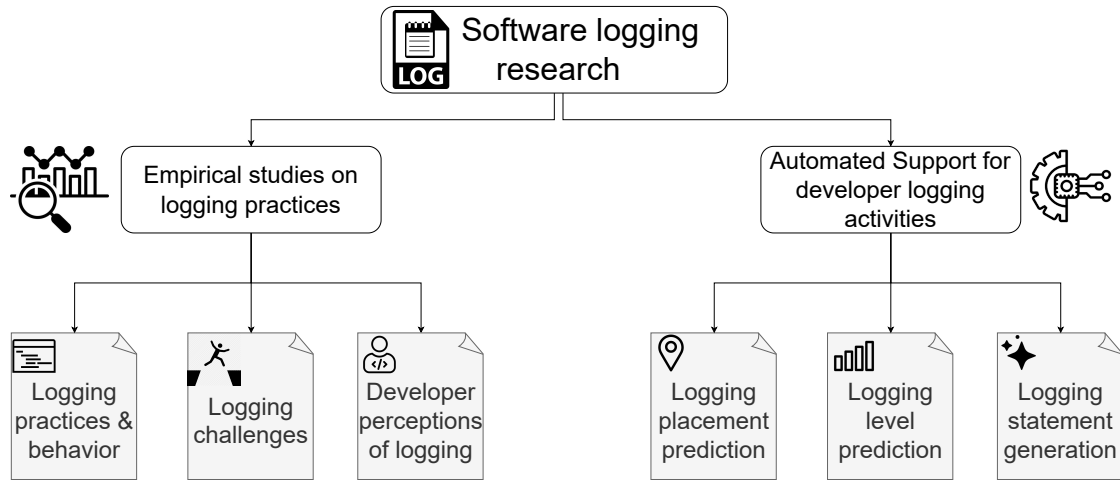 LOG
Software logging
research
Empirical studies on
logging practices
Automated Support for
developer logging
activities
Logging
practices &
behavior
Logging
challenges
</>
Developer
perceptions
of logging
Logging
placement
prediction
Logging
level
prediction
Logging
statement
generation